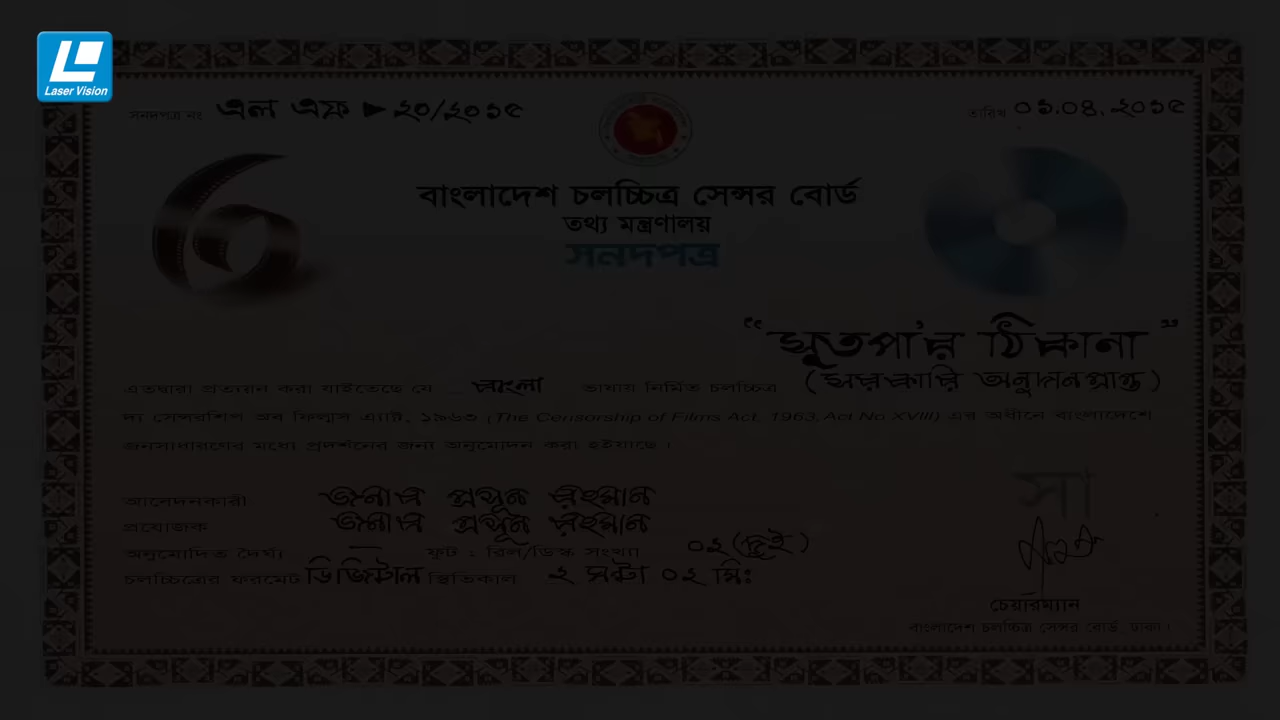 Laser Vision
সনদপত্র নং এল এফ ▶ ২০/২০১৫
তারিখ ০১.০৪.২০১৫
বাংলাদেশ চলচ্চিত্র সেন্সর বোর্ড
তথ্য মন্ত্রণালয়
সনদপত্র
“সুতপা'র ঠিকানা”
এতদ্বারা প্রত্যয়ন করা যাইতেছে যে বাংলা ভাষায় নির্মিত চলচ্চিত্র (সরকারি অনুদানপ্রাপ্ত)
দ্য সেন্সরশিপ অব ফিল্মস এ্যাক্ট, ১৯৬৩ (The Censorship of Films Act. 1963, Act No XVIII) এর অধীনে বাংলাদেশে
জনসাধারণের মধ্যে প্রদর্শনের জন্য অনুমোদন করা হইয়াছে ।
সা
আবেদনকারী জনাব প্রসূন রহমান
প্রযোজক জনাব প্রসূন রহমান
অনুমোদিত দৈর্ঘ্য — ফুট : রিল/ডিস্ক সংখ্যা ০২(দুই)
চলচ্চিত্রের ফরমেট ডিজিটাল স্থিতিকাল ২ ঘন্টা ০২ মিঃ
চেয়ারম্যান
বাংলাদেশ চলচ্চিত্র সেন্সর বোর্ড, ঢাকা।